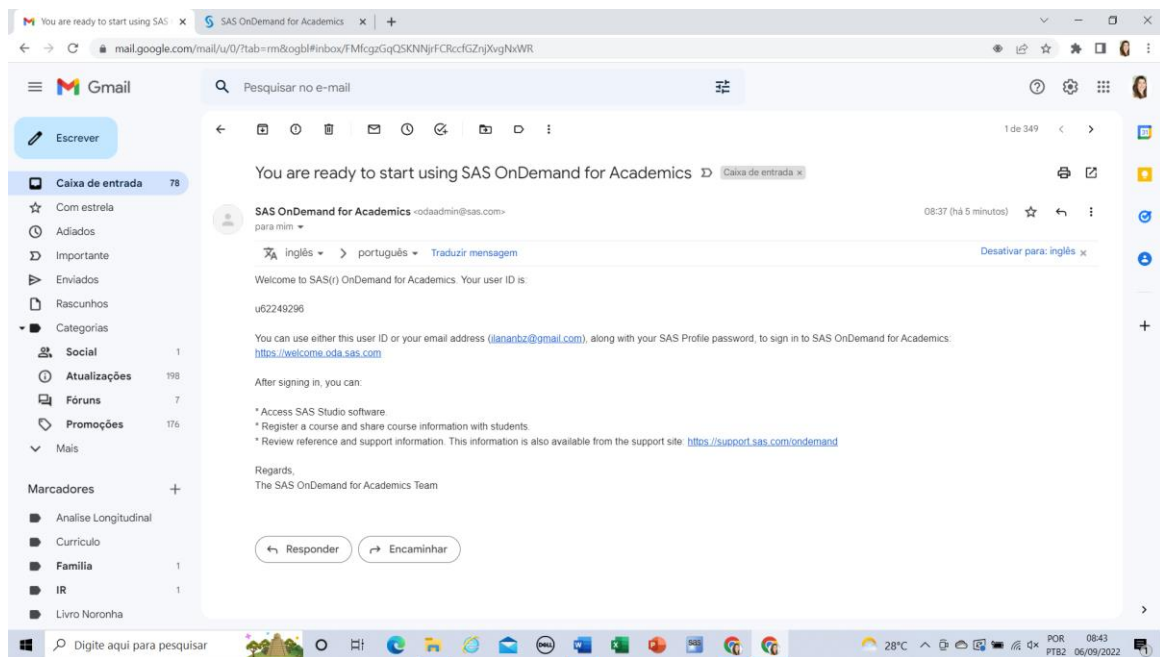 You are ready to start using SAS
SAS OnDemand for Academics
mail.google.com/mail/u/0/?tab=rm&ogbl#inbox/FMfcgzGqQSKNNjrFCRccfGZnjXvgNxWR
Gmail
Pesquisar no e-mail
Escrever
1 de 349
Caixa de entrada 78
Com estrela
Adiados
Importante
Enviados
Rascunhos
Categorias
Social 1
Atualizações 198
Fóruns 7
Promoções 176
Mais
Marcadores
Analise Longitudinal
Curriculo
Familia 1
IR 1
Livro Noronha
You are ready to start using SAS OnDemand for Academics Caixa de entrada x
SAS OnDemand for Academics <odaadmin@sas.com> 08:37 (há 5 minutos)
para mim
inglês > português Traduzir mensagem Desativar para: inglês x
Welcome to SAS(r) OnDemand for Academics. Your user ID is:
u62249296
You can use either this user ID or your email address (ilananbz@gmail.com), along with your SAS Profile password, to sign in to SAS OnDemand for Academics:
https://welcome.oda.sas.com
After signing in, you can:
* Access SAS Studio software.
* Register a course and share course information with students.
* Review reference and support information. This information is also available from the support site: https://support.sas.com/ondemand
Regards,
The SAS OnDemand for Academics Team
Responder Encaminhar
Digite aqui para pesquisar
DELL
sas
28°C
POR 08:43
PTB2 06/09/2022